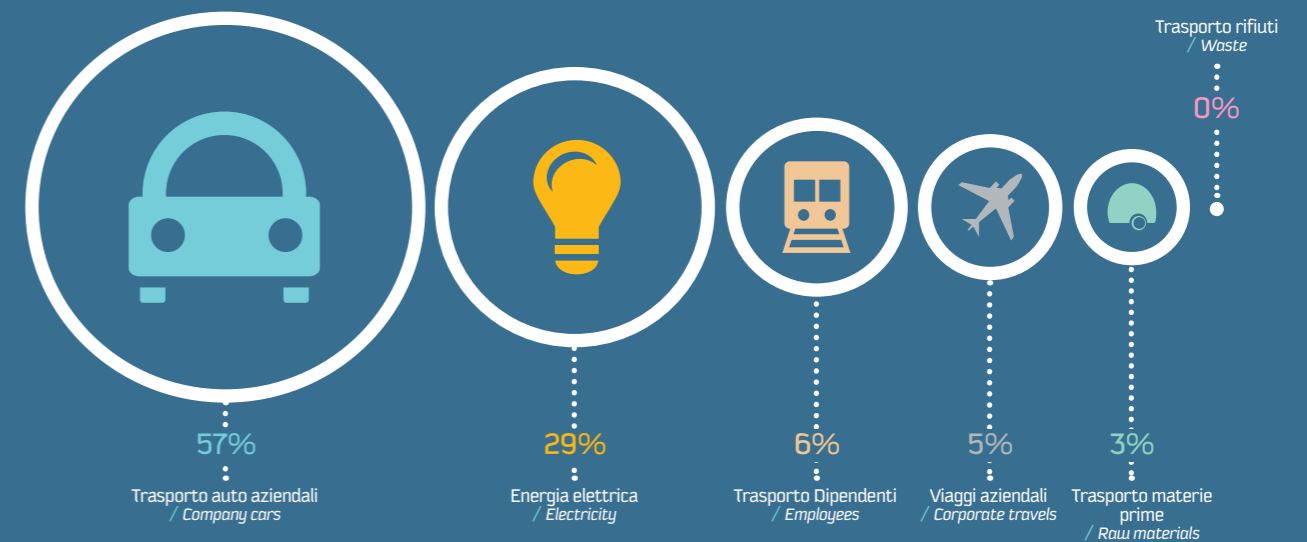 Trasporto rifiuti
/ Waste
0%
57%
Trasporto auto aziendali
/ Company cars
29%
Energia elettrica
/ Electricity
6%
Trasporto Dipendenti
/ Employees
5%
Viaggi aziendali
/ Corporate travels
3%
Trasporto materie
prime
/ Raw materials